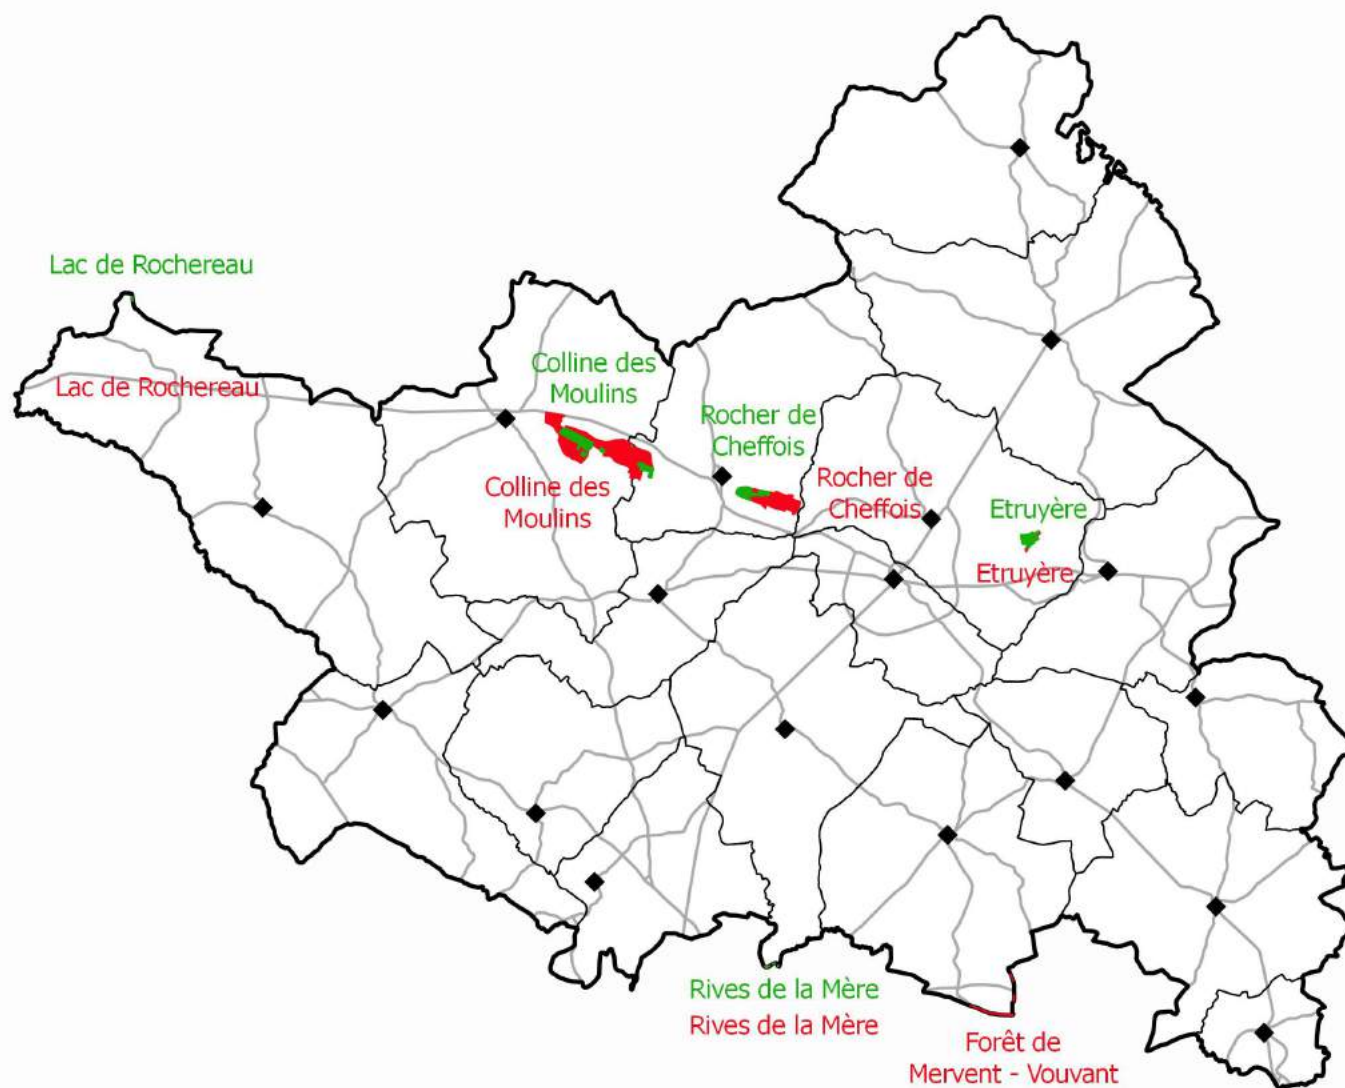 Lac de Rochereau
Lac de Rochereau
Colline des
Moulins
Colline des
Moulins
Rocher de
Cheffois
Rocher de
Cheffois
Etruyère
Etruyère
Rives de la Mère
Rives de la Mère
Forêt de
Mervent - Vouvant